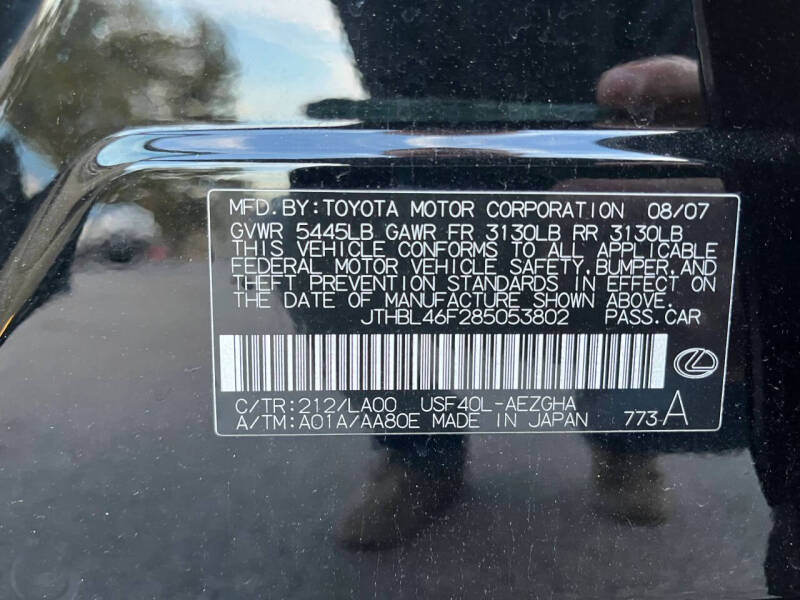 MFD.BY:TOYOTA MOTOR CORPORATION 08/07
GVWR 5445LB GAWR FR 3130LB RR 3130LB
THIS VEHICLE CONFORMS TO ALL APPLICABLE
FEDERAL MOTOR VEHICLE SAFETY,BUMPER,AND
THEFT PREVENTION STANDARDS IN EFFECT ON
THE DATE OF MANUFACTURE SHOWN ABOVE.
JTHBL46F285053802 PASS.CAR
C/TR:212/LA00 USF40L-AEZGHA
A/TM:A01A/AA80E MADE IN JAPAN 773-A